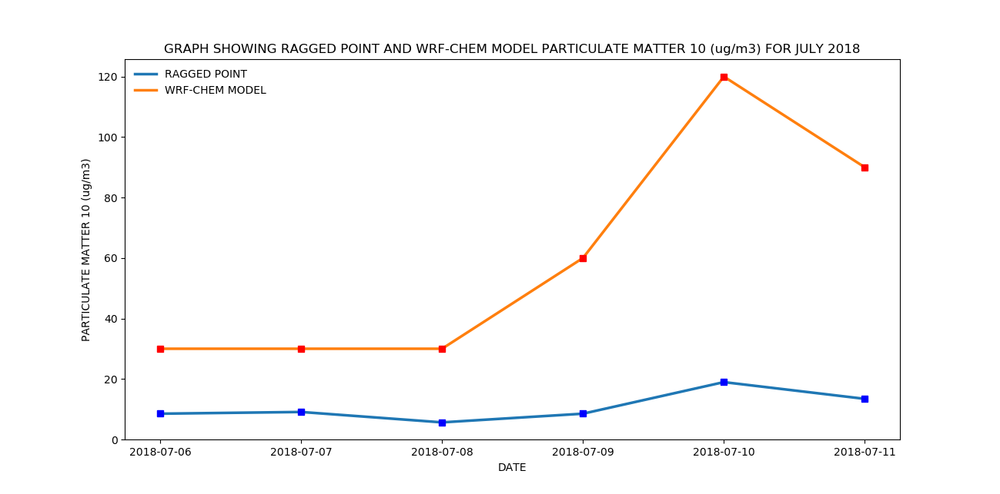 GRAPH SHOWING RAGGED POINT AND WRF-CHEM MODEL PARTICULATE MATTER 10 (ug/m3) FOR JULY 2018
RAGGED POINT
WRF-CHEM MODEL
PARTICULATE MATTER 10 (ug/m3)
120
100
80
60
40
20
0
2018-07-06 2018-07-07 2018-07-08 2018-07-09 2018-07-10 2018-07-11
DATE